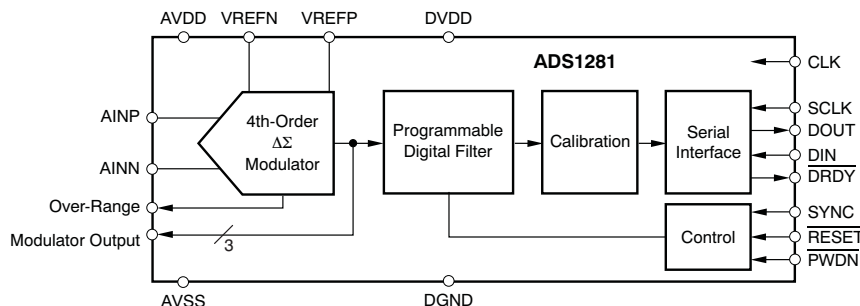 AVDD VREFN VREFP DVDD
ADS1281
CLK
AINP
4th-Order
ΔΣ
Modulator
Programmable
Digital Filter
Calibration
Serial
Interface
SCLK
DOUT
DIN
DRDY
AINN
Over-Range
Modulator Output
3
Control
SYNC
RESET
PWDN
AVSS DGND